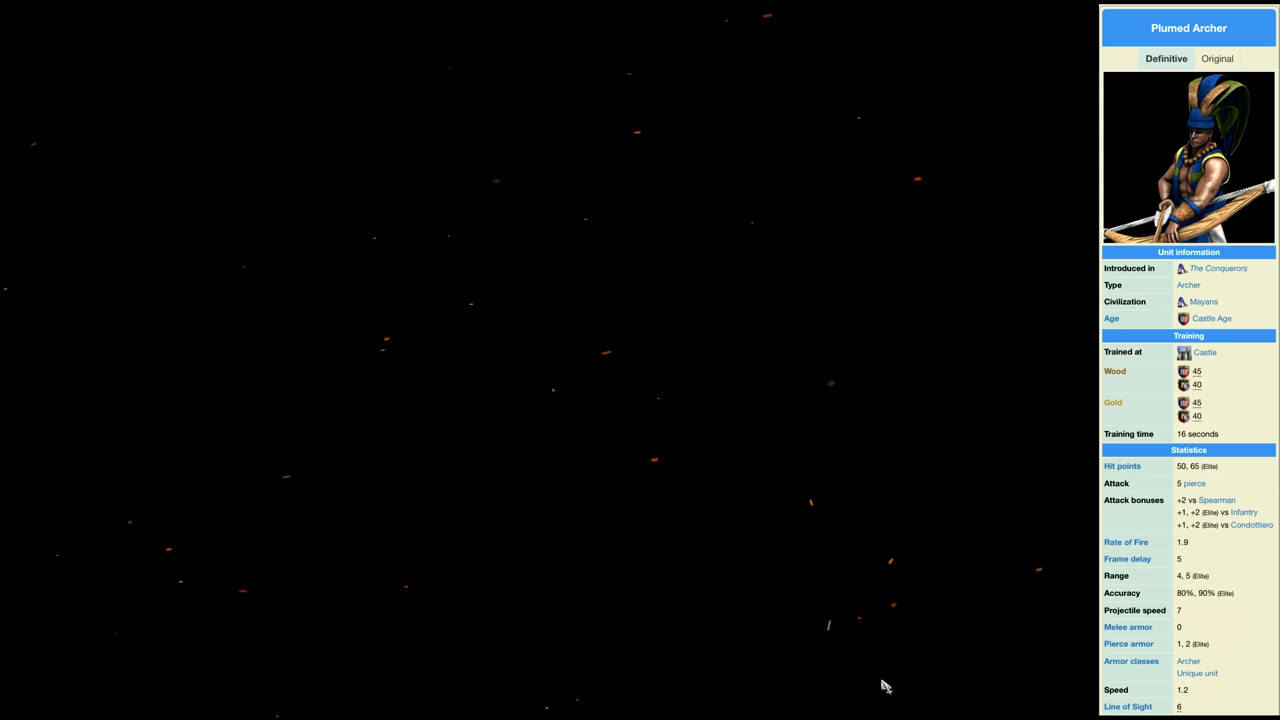 Plumed Archer
Definitive Original
Unit information
Introduced in The Conquerors
Type Archer
Civilization Mayans
Age Castle Age
Training
Trained at Castle
Wood 45
40
Gold 45
40
Training time 16 seconds
Statistics
Hit points 50, 65 (Elite)
Attack 5 pierce
Attack bonuses +2 vs Spearman
+1, +2 (Elite) vs Infantry
+1, +2 (Elite) vs Condottiero
Rate of Fire 1.9
Frame delay 5
Range 4, 5 (Elite)
Accuracy 80%, 90% (Elite)
Projectile speed 7
Melee armor 0
Pierce armor 1, 2 (Elite)
Armor classes Archer
Unique unit
Speed 1.2
Line of Sight 6